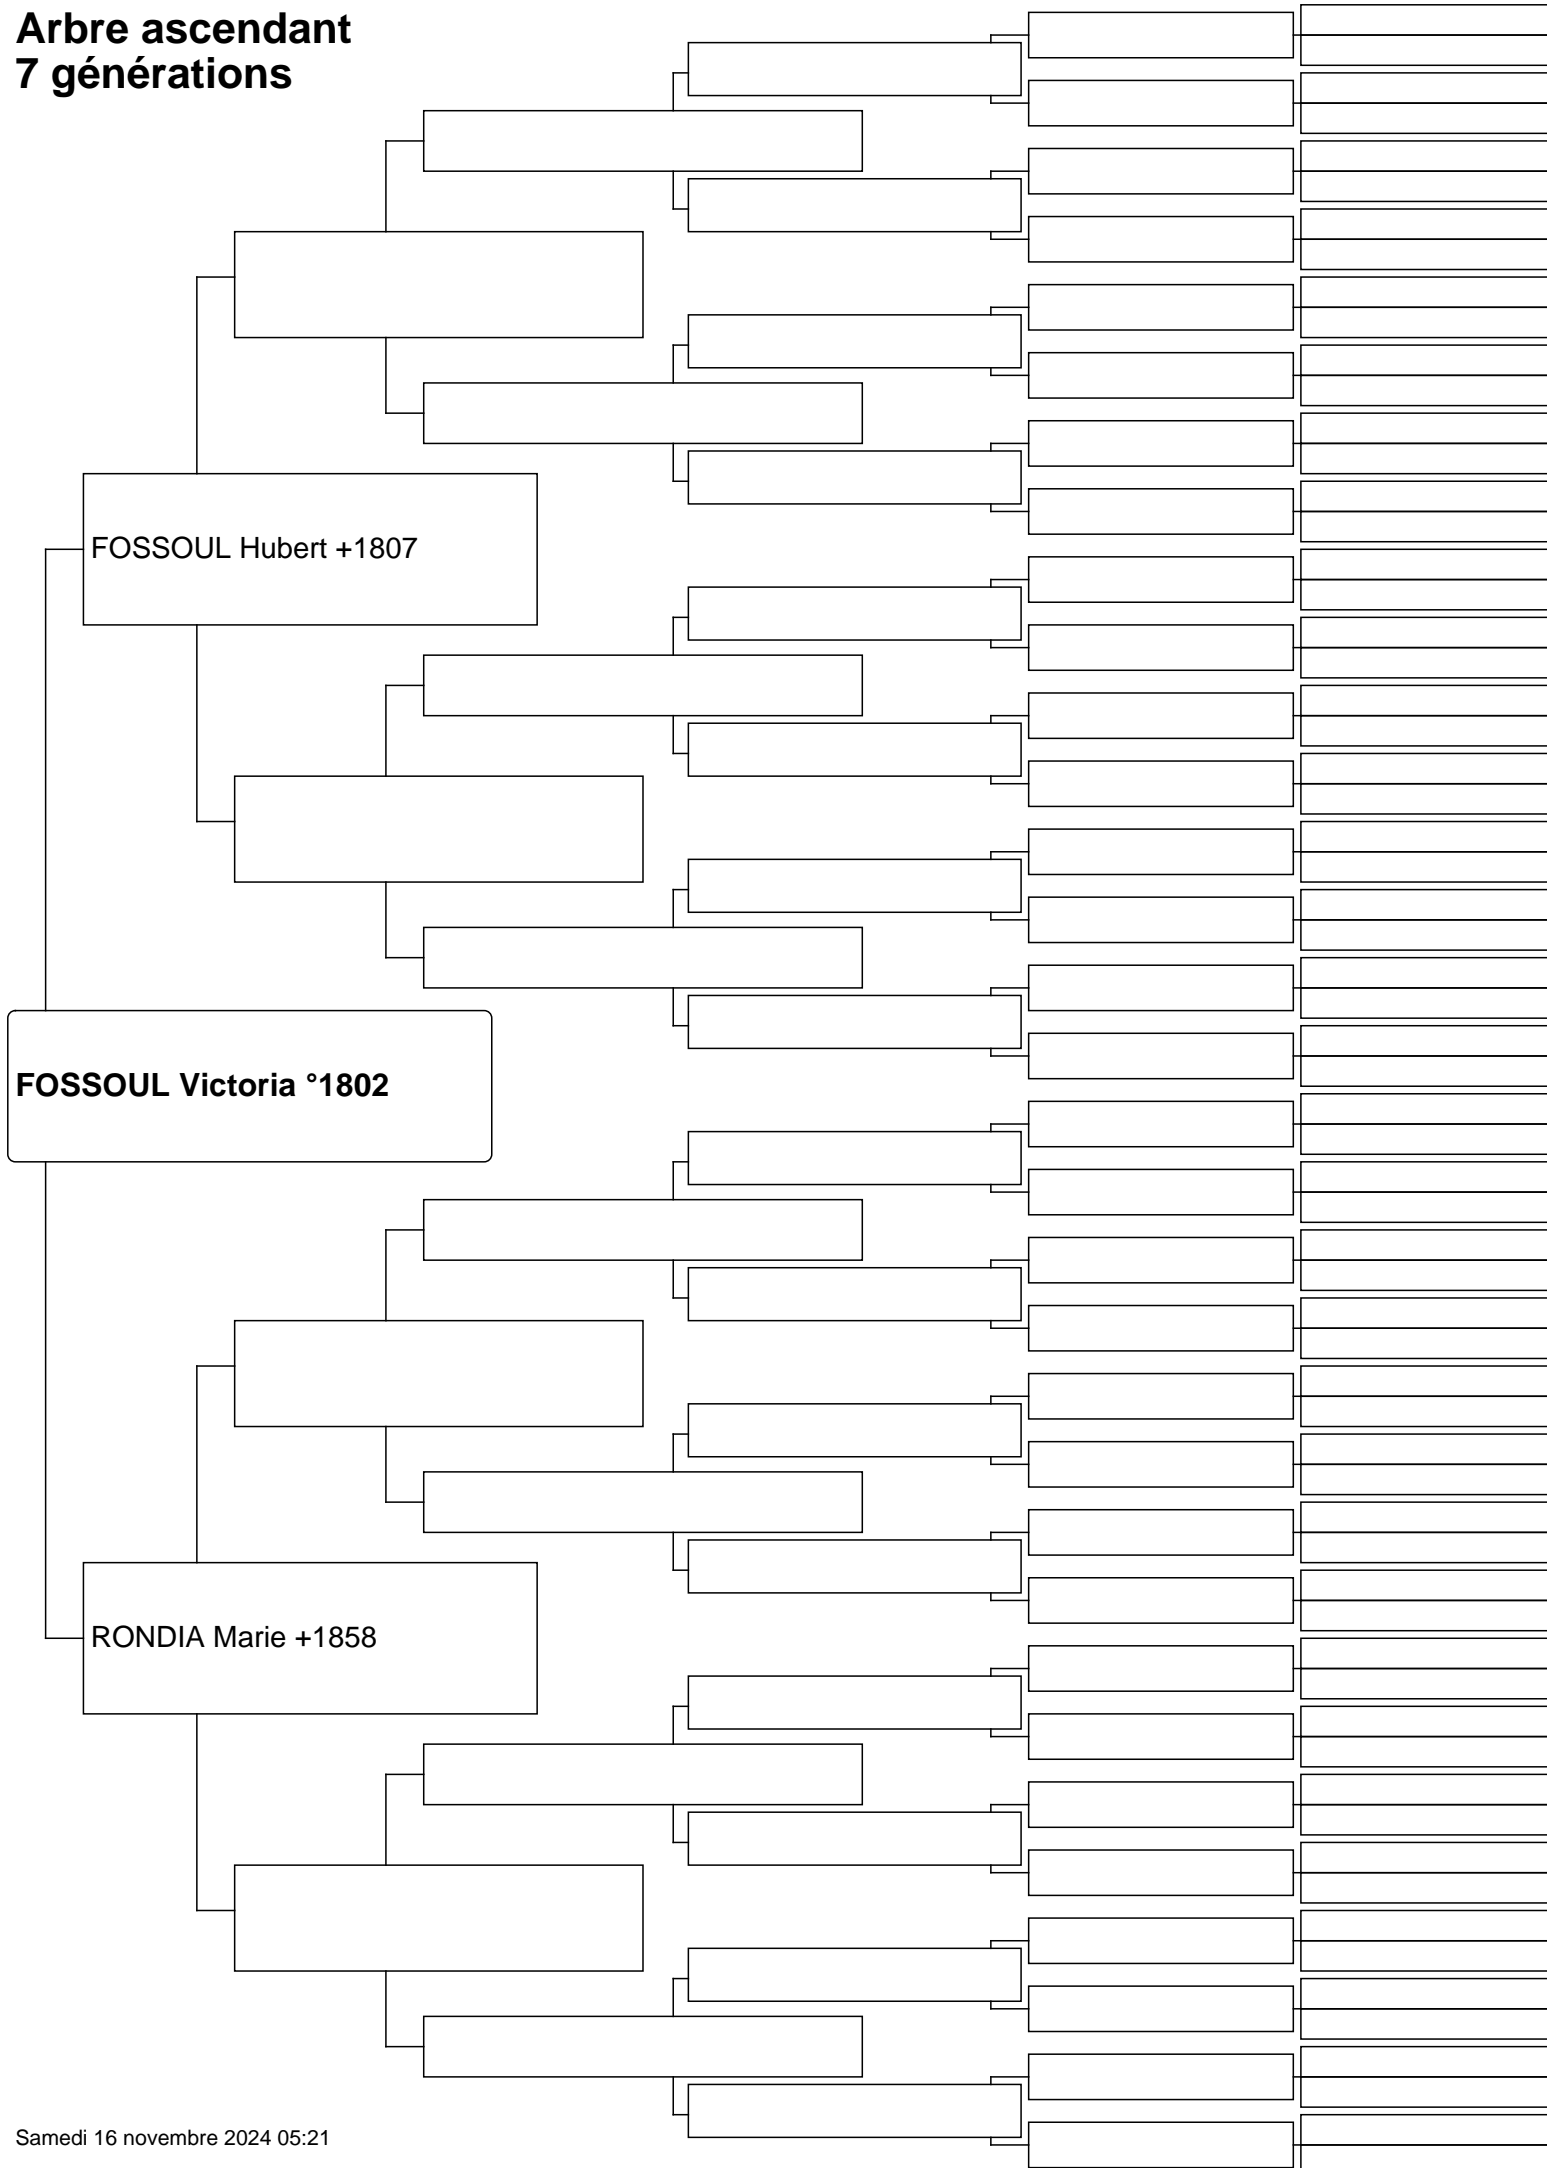 Arbre ascendant
7 générations
FOSSOUL Hubert +1807
FOSSOUL Victoria °1802
RONDIA Marie +1858
Samedi 16 novembre 2024 05:21